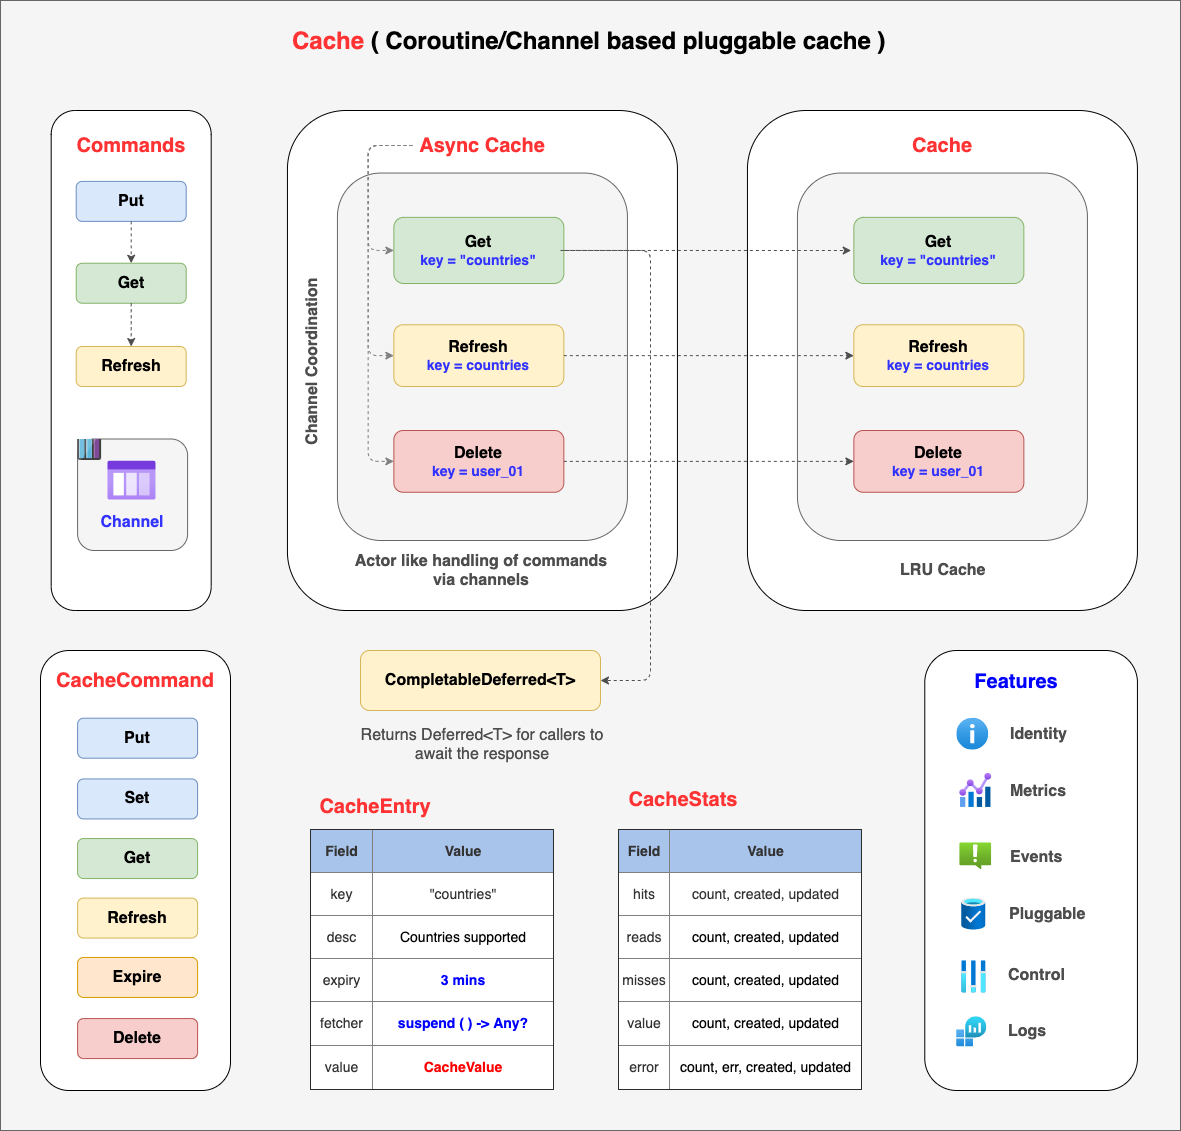 Cache ( Coroutine/Channel based pluggable cache )
Commands
Put
Get
Refresh
Channel
Async Cache
Channel Coordination
Get
key = "countries"
Refresh
key = countries
Delete
key = user_01
Actor like handling of commands
via channels
Cache
Get
key = "countries"
Refresh
key = countries
Delete
key = user_01
LRU Cache
CacheCommand
Put
Set
Get
Refresh
Expire
Delete
CompletableDeferred<T>
Returns Deferred<T> for callers to
await the response
CacheEntry
Field Value
key "countries"
desc Countries supported
expiry 3 mins
fetcher suspend ( ) -> Any?
value CacheValue
CacheStats
Field Value
hits count, created, updated
reads count, created, updated
misses count, created, updated
value count, created, updated
error count, err, created, updated
Features
Identity
Metrics
Events
Pluggable
Control
Logs